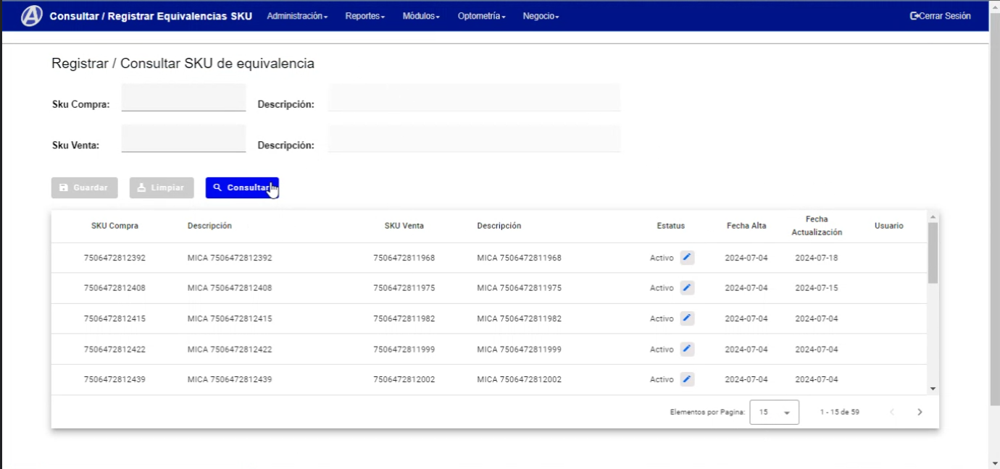 Consultar / Registrar Equivalencias SKU Administración Reportes Módulos Optometría Negocio Cerrar Sesión
Registrar / Consultar SKU de equivalencia
Sku Compra: Descripción:
Sku Venta: Descripción:
Guardar Limpiar Consultar
SKU Compra Descripción SKU Venta Descripción Estatus Fecha Alta Fecha Actualización Usuario
7506472812392 MICA 7506472812392 7506472811968 MICA 7506472811968 Activo 2024-07-04 2024-07-18
7506472812408 MICA 7506472812408 7506472811975 MICA 7506472811975 Activo 2024-07-04 2024-07-15
7506472812415 MICA 7506472812415 7506472811982 MICA 7506472811982 Activo 2024-07-04 2024-07-04
7506472812422 MICA 7506472812422 7506472811999 MICA 7506472811999 Activo 2024-07-04 2024-07-04
7506472812439 MICA 7506472812439 7506472812002 MICA 7506472812002 Activo 2024-07-04 2024-07-04
Elementos por Pagina: 15 1 - 15 de 59